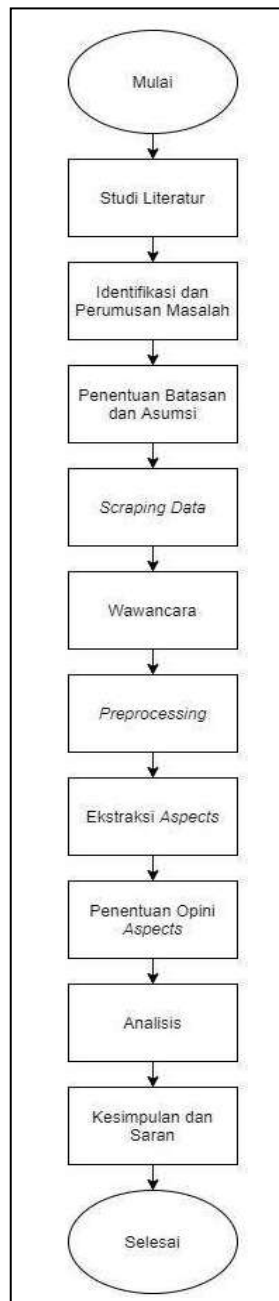 Mulai
Studi Literatur
Identifikasi dan
Perumusan Masalah
Penentuan Batasan
dan Asumsi
Scraping Data
Wawancara
Preprocessing
Ekstraksi Aspects
Penentuan Opini
Aspects
Analisis
Kesimpulan dan
Saran
Selesai